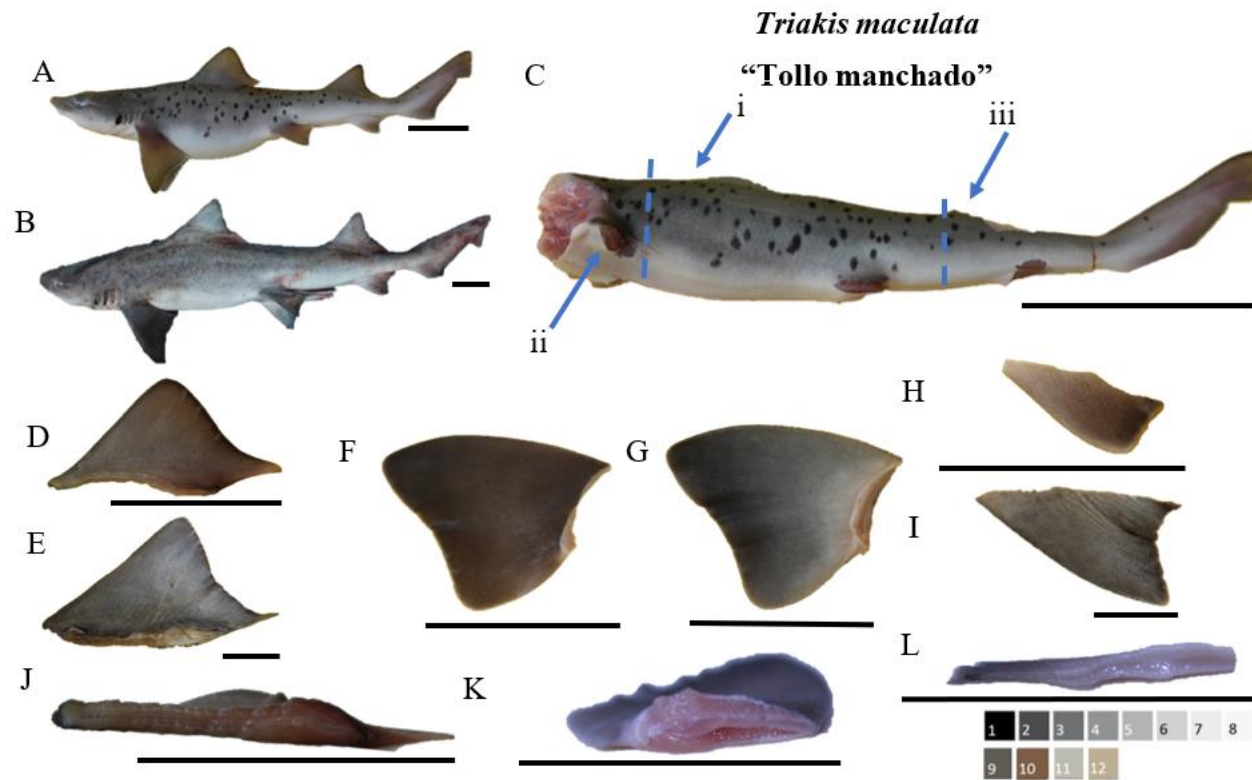 Triakis maculata
“Tollo manchado”
A
B
C
i
ii
iii
D
E
F
G
H
I
J
K
L
1 2 3 4 5 6 7 8
9 10 11 12